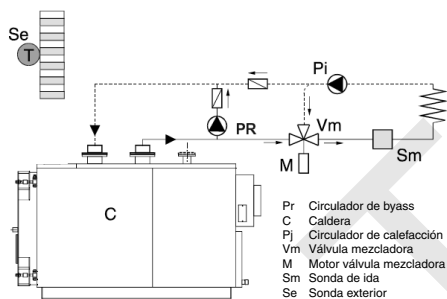 Se
T
Pi
PR
Vm
M
Sm
C
Pr Circulador de byass
C Caldera
Pj Circulador de calefacción
Vm Válvula mezcladora
M Motor válvula mezcladora
Sm Sonda de ida
Se Sonda exterior